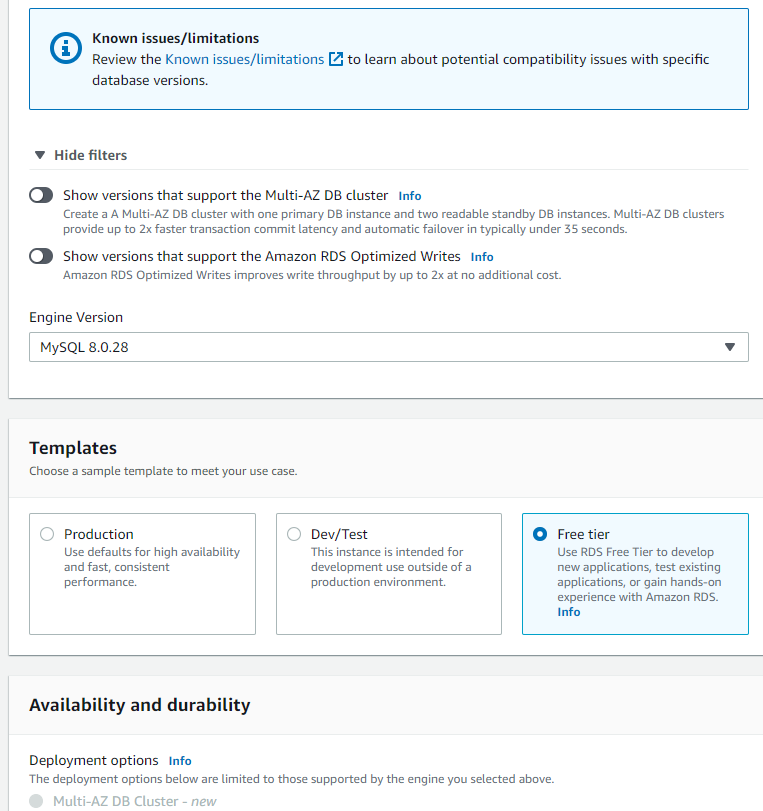 Known issues/limitations
Review the Known issues/limitations to learn about potential compatibility issues with specific
database versions.
Hide filters
Show versions that support the Multi-AZ DB cluster Info
Create a A Multi-AZ DB cluster with one primary DB instance and two readable standby DB instances. Multi-AZ DB clusters
provide up to 2x faster transaction commit latency and automatic failover in typically under 35 seconds.
Show versions that support the Amazon RDS Optimized Writes Info
Amazon RDS Optimized Writes improves write throughput by up to 2x at no additional cost.
Engine Version
MySQL 8.0.28
Templates
Choose a sample template to meet your use case.
Production
Use defaults for high availability
and fast, consistent
performance.
Dev/Test
This instance is intended for
development use outside of a
production environment.
Free tier
Use RDS Free Tier to develop
new applications, test existing
applications, or gain hands-on
experience with Amazon RDS.
Info
Availability and durability
Deployment options Info
The deployment options below are limited to those supported by the engine you selected above.
Multi-AZ DB Cluster - new